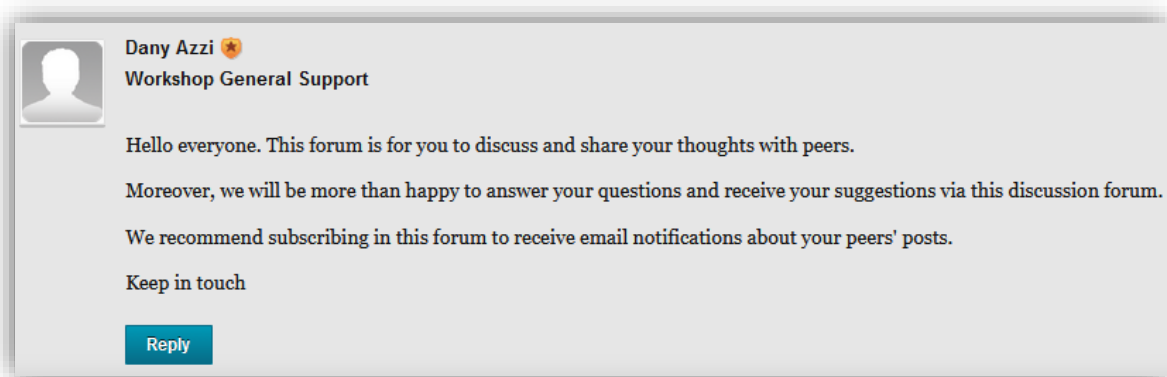 Dany Azzi
Workshop General Support
Hello everyone. This forum is for you to discuss and share your thoughts with peers.
Moreover, we will be more than happy to answer your questions and receive your suggestions via this discussion forum.
We recommend subscribing in this forum to receive email notifications about your peers' posts.
Keep in touch
Reply